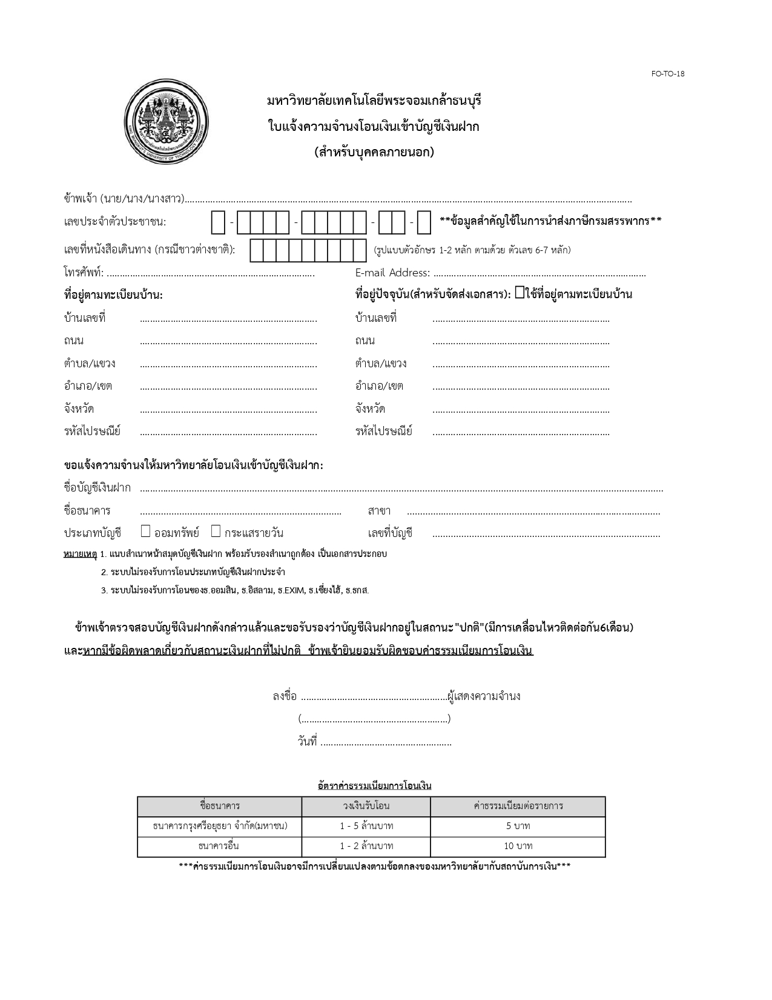 FO-TO-18
มหาวิทยาลัยเทคโนโลยีพระจอมเกล้าธนบุรี
ใบแจ้งความจำนงโอนเงินเข้าบัญชีเงินฝาก
(สำหรับบุคคลภายนอก)
ข้าพเจ้า (นาย/นาง/นางสาว)...............................................................
เลขประจำตัวประชาชน: - - - - **ข้อมูลสำคัญใช้ในการนำส่งภาษีกรมสรรพากร**
เลขที่หนังสือเดินทาง (กรณีชาวต่างชาติ): (รูปแบบตัวอักษร 1-2 หลัก ตามด้วย ตัวเลข 6-7 หลัก)
โทรศัพท์: ................................ E-mail Address: ................................
ที่อยู่ตามทะเบียนบ้าน: ที่อยู่ปัจจุบัน(สำหรับจัดส่งเอกสาร): ☐ใช้ที่อยู่ตามทะเบียนบ้าน
บ้านเลขที่ ................................ บ้านเลขที่ ................................
ถนน ................................ ถนน ................................
ตำบล/แขวง ................................ ตำบล/แขวง ................................
อำเภอ/เขต ................................ อำเภอ/เขต ................................
จังหวัด ................................ จังหวัด ................................
รหัสไปรษณีย์ ................................ รหัสไปรษณีย์ ................................
ขอแจ้งความจำนงให้มหาวิทยาลัยโอนเงินเข้าบัญชีเงินฝาก:
ชื่อบัญชีเงินฝาก ...............................................................
ชื่อธนาคาร ................................ สาขา ................................
ประเภทบัญชี ☐ ออมทรัพย์ ☐ กระแสรายวัน เลขที่บัญชี ................................
หมายเหตุ 1. แนบสำเนาหน้าสมุดบัญชีเงินฝาก พร้อมรับรองสำเนาถูกต้อง เป็นเอกสารประกอบ
2. ระบบไม่รองรับการโอนประเภทบัญชีเงินฝากประจำ
3. ระบบไม่รองรับการโอนของธ.ออมสิน, ธ.อิสลาม, ธ.EXIM, ธ.เซี่ยงไฮ้, ธ.ธกส.
ข้าพเจ้าตรวจสอบบัญชีเงินฝากดังกล่าวแล้วและขอรับรองว่าบัญชีเงินฝากอยู่ในสถานะ "ปกติ"(มีการเคลื่อนไหวติดต่อกัน6เดือน)
และหากมีข้อผิดพลาดเกี่ยวกับสถานะเงินฝากที่ไม่ปกติ ข้าพเจ้ายินยอมรับผิดชอบค่าธรรมเนียมการโอนเงิน
ลงชื่อ ................................ผู้เสดงความจำนง
(................................)
วันที่ ................................
อัตราค่าธรรมเนียมการโอนเงิน
ชื่อธนาคาร วงเงินรับโอน ค่าธรรมเนียมต่อรายการ
ธนาคารกรุงศรีอยุธยา จำกัด(มหาชน) 1 - 5 ล้านบาท 5 บาท
ธนาคารอื่น 1 - 2 ล้านบาท 10 บาท
***ค่าธรรมเนียมการโอนเงินอาจมีการเปลี่ยนแปลงตามข้อตกลงของมหาวิทยาลัยฯกับสถาบันการเงิน***